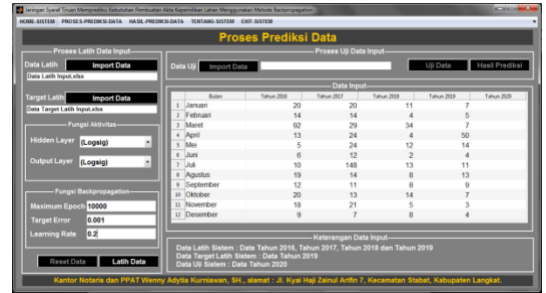 Jaringan Syaraf Tiruan Memprediksi Kebutuhan Pembuatan Akta Kepemilikan Lahan Menggunakan Metode Backpropagation
HOME-SISTEM PROSES-PREDIKSI-DATA HASIL-PREDIKSI-DATA TENTANG-SISTEM EXIT-SISTEM
Proses Prediksi Data
Proses Latih Data Input
Data Latih Import Data
Data Latih Input.xlsx
Target Latih Import Data
Data Target Latih Input.xlsx
Fungsi Aktivitas
Hidden Layer (Logsig)
Output Layer (Logsig)
Fungsi Backpropagation
Maximum Epoch 10000
Target Error 0.001
Learning Rate 0.2
Reset Data Latih Data
Proses Uji Data Input
Data Uji Import Data Uji Data Hasil Prediksi
Data Input
Bulan Tahun 2016 Tahun 2017 Tahun 2018 Tahun 2019 Tahun 2020
1 Januari 20 20 11 7
2 Februari 14 14 4 5
3 Maret 92 29 34 7
4 April 13 24 4 50
5 Mei 5 24 12 14
6 Juni 6 12 2 4
7 Juli 10 148 13 11
8 Agustus 19 14 8 13
9 September 12 11 8 9
10 Oktober 20 13 14 7
11 November 18 21 5 3
12 Desember 9 7 8 4
Keterangan Data Input
Data Latih Sistem : Data Tahun 2016, Tahun 2017, Tahun 2018 dan Tahun 2019
Data Target Latih Sistem : Data Tahun 2019
Data Uji Sistem : Data Tahun 2020
Kantor Notaris dan PPAT Wenny Adytia Kurniawan, SH., alamat : Jl. Kyai Haji Zainul Arifin 7, Kecamatan Stabat, Kabupaten Langkat.